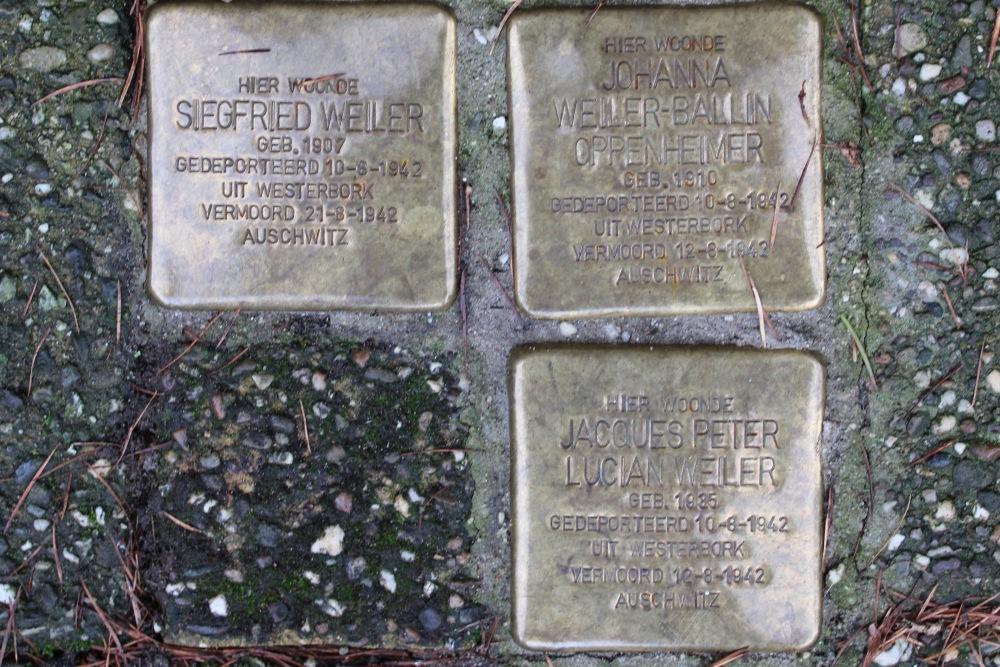 HIER WOONDE
SIEGFRIED WEILER
GEB. 1907
GEDEPORTEERD 10-8-1942
UIT WESTERBORK
VERMOORD 21-8-1942
AUSCHWITZ
HIER WOONDE
JOHANNA
WEILER-BALLIN
OPPENHEIMER
GEB. 1910
GEDEPORTEERD 10-8-1942
UIT WESTERBORK
VERMOORD 12-8-1942
AUSCHWITZ
HIER WOONDE
JACQUES PETER
LUCIAN WEILER
GEB. 1935
GEDEPORTEERD 10-8-1942
UIT WESTERBORK
VERMOORD 12-8-1942
AUSCHWITZ